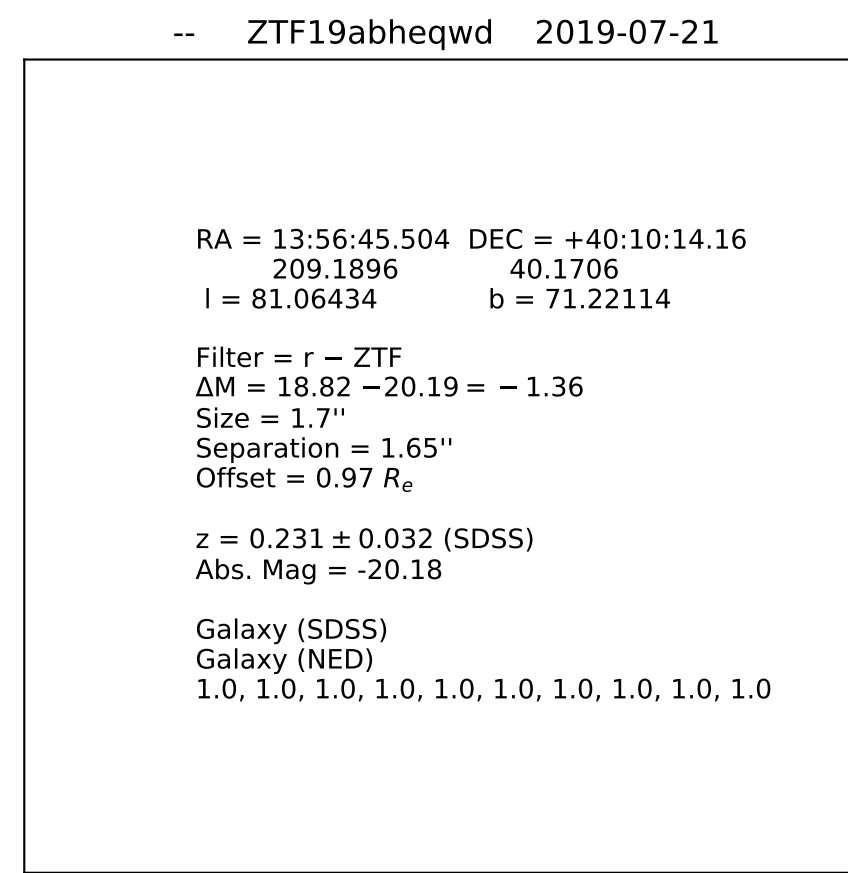 -- ZTF19abheqwd 2019-07-21
RA = 13:56:45.504 DEC = +40:10:14.16
209.1896 40.1706
l = 81.06434 b = 71.22114
Filter = r − ZTF
ΔM = 18.82 −20.19 = − 1.36
Size = 1.7''
Separation = 1.65''
Offset = 0.97 Re
z = 0.231 ± 0.032 (SDSS)
Abs. Mag = -20.18
Galaxy (SDSS)
Galaxy (NED)
1.0, 1.0, 1.0, 1.0, 1.0, 1.0, 1.0, 1.0, 1.0, 1.0